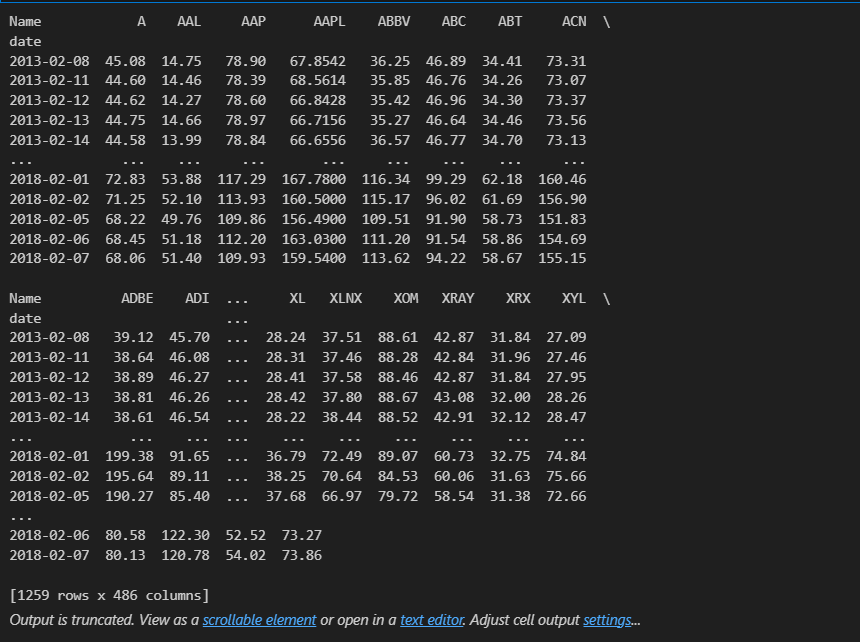 Name                A    AAL     AAP      AAPL    ABBV    ABC    ABT     ACN  \
date
2013-02-08  45.08  14.75   78.90   67.8542   36.25  46.89  34.41   73.31
2013-02-11  44.60  14.46   78.39   68.5614   35.85  46.76  34.26   73.07
2013-02-12  44.62  14.27   78.60   66.8428   35.42  46.96  34.30   73.37
2013-02-13  44.75  14.66   78.97   66.7156   35.27  46.64  34.46   73.56
2013-02-14  44.58  13.99   78.84   66.6556   36.57  46.77  34.70   73.13
...           ...    ...     ...       ...     ...    ...    ...     ...
2018-02-01  72.83  53.88  117.29  167.7800  116.34  99.29  62.18  160.46
2018-02-02  71.25  52.10  113.93  160.5000  115.17  96.02  61.69  156.90
2018-02-05  68.22  49.76  109.86  156.4900  109.51  91.90  58.73  151.83
2018-02-06  68.45  51.18  112.20  163.0300  111.20  91.54  58.86  154.69
2018-02-07  68.06  51.40  109.93  159.5400  113.62  94.22  58.67  155.15
Name          ADBE    ADI  ...     XL   XLNX    XOM   XRAY    XRX    XYL  \
date                       ...
2013-02-08   39.12  45.70  ...  28.24  37.51  88.61  42.87  31.84  27.09
2013-02-11   38.64  46.08  ...  28.31  37.46  88.28  42.84  31.96  27.46
2013-02-12   38.89  46.27  ...  28.41  37.58  88.46  42.87  31.84  27.95
2013-02-13   38.81  46.26  ...  28.42  37.80  88.67  43.08  32.00  28.26
2013-02-14   38.61  46.54  ...  28.22  38.44  88.52  42.91  32.12  28.47
...            ...    ...  ...    ...    ...    ...    ...    ...    ...
2018-02-01  199.38  91.65  ...  36.79  72.49  89.07  60.73  32.75  74.84
2018-02-02  195.64  89.11  ...  38.25  70.64  84.53  60.06  31.63  75.66
2018-02-05  190.27  85.40  ...  37.68  66.97  79.72  58.54  31.38  72.66
...
2018-02-06  80.58  122.30  52.52  73.27
2018-02-07  80.13  120.78  54.02  73.86
[1259 rows x 486 columns]
Output is truncated. View as a scrollable element or open in a text editor. Adjust cell output settings...